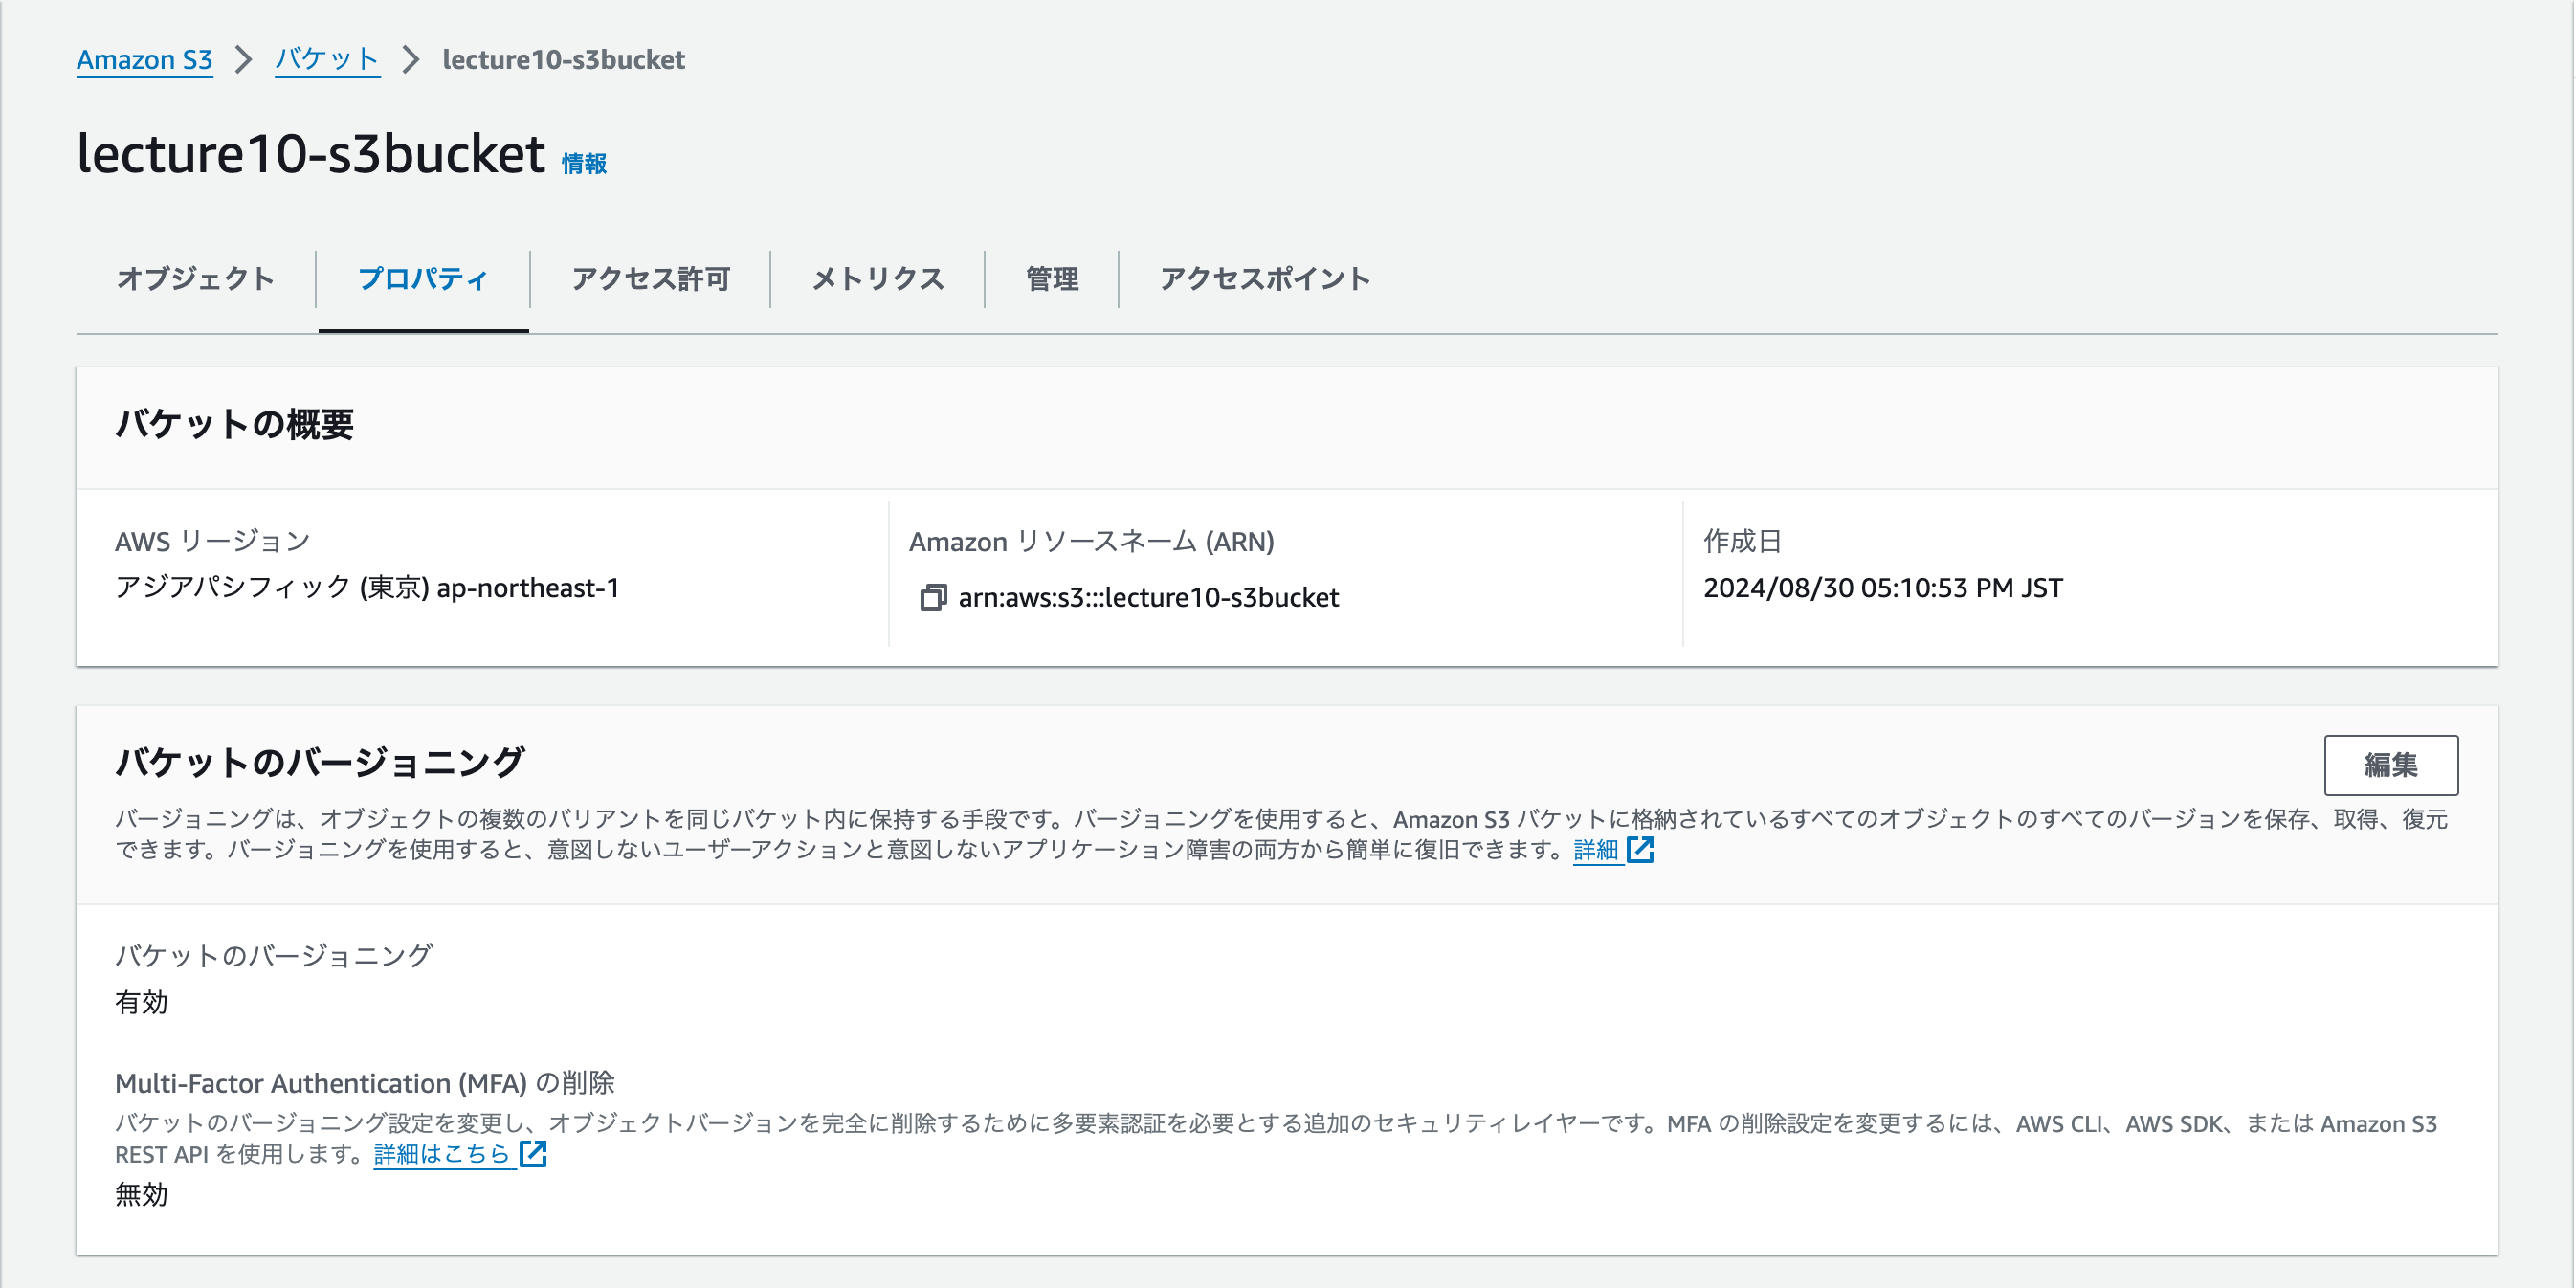 Amazon S3 > バケット > lecture10-s3bucket
lecture10-s3bucket 情報
オブジェクト プロパティ アクセス許可 メトリクス 管理 アクセスポイント
バケットの概要
AWS リージョン
アジアパシフィック (東京) ap-northeast-1
Amazon リソースネーム (ARN)
arn:aws:s3:::lecture10-s3bucket
作成日
2024/08/30 05:10:53 PM JST
バケットのバージョニング
編集
バージョニングは、オブジェクトの複数のバリアントを同じバケット内に保持する手段です。バージョニングを使用すると、Amazon S3 バケットに格納されているすべてのオブジェクトのすべてのバージョンを保存、取得、復元
できます。バージョニングを使用すると、意図しないユーザーアクションと意図しないアプリケーション障害の両方から簡単に復旧できます。詳細
バケットのバージョニング
有効
Multi-Factor Authentication (MFA) の削除
バケットのバージョニング設定を変更し、オブジェクトバージョンを完全に削除するために多要素認証を必要とする追加のセキュリティレイヤーです。MFA の削除設定を変更するには、AWS CLI、AWS SDK、または Amazon S3
REST API を使用します。詳細はこちら
無効